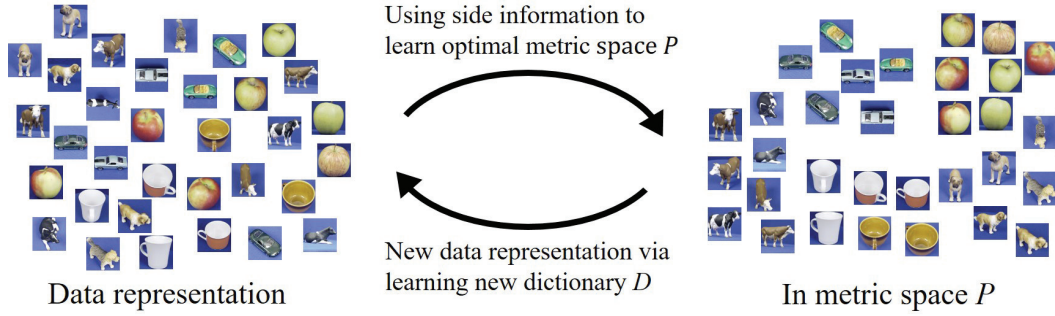 Using side information to
learn optimal metric space P
New data representation via
learning new dictionary D
Data representation
In metric space P